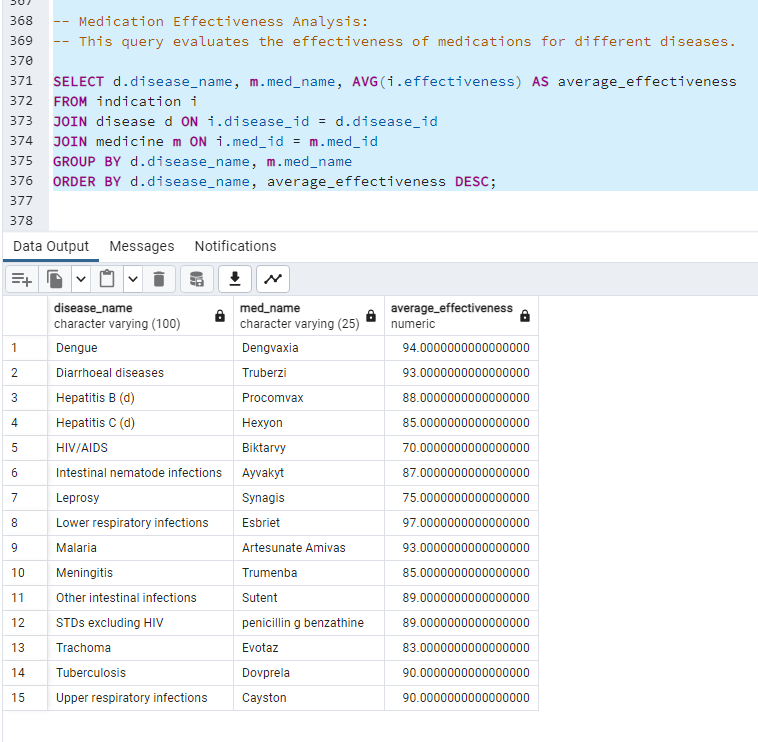 367
368 -- Medication Effectiveness Analysis:
369 -- This query evaluates the effectiveness of medications for different diseases.
370
371 SELECT d.disease_name, m.med_name, AVG(i.effectiveness) AS average_effectiveness
372 FROM indication i
373 JOIN disease d ON i.disease_id = d.disease_id
374 JOIN medicine m ON i.med_id = m.med_id
375 GROUP BY d.disease_name, m.med_name
376 ORDER BY d.disease_name, average_effectiveness DESC;
377
378
Data Output Messages Notifications
disease_name med_name average_effectiveness
character varying (100) character varying (25) numeric
1 Dengue Dengvaxia 94.0000000000000000
2 Diarrhoeal diseases Truberzi 93.0000000000000000
3 Hepatitis B (d) Procomvax 88.0000000000000000
4 Hepatitis C (d) Hexyon 85.0000000000000000
5 HIV/AIDS Biktarvy 70.0000000000000000
6 Intestinal nematode infections Ayvakyt 87.0000000000000000
7 Leprosy Synagis 75.0000000000000000
8 Lower respiratory infections Esbriet 97.0000000000000000
9 Malaria Artesunate Amivas 93.0000000000000000
10 Meningitis Trumenba 85.0000000000000000
11 Other intestinal infections Sutent 89.0000000000000000
12 STDs excluding HIV penicillin g benzathine 89.0000000000000000
13 Trachoma Evotaz 83.0000000000000000
14 Tuberculosis Dovprela 90.0000000000000000
15 Upper respiratory infections Cayston 90.0000000000000000